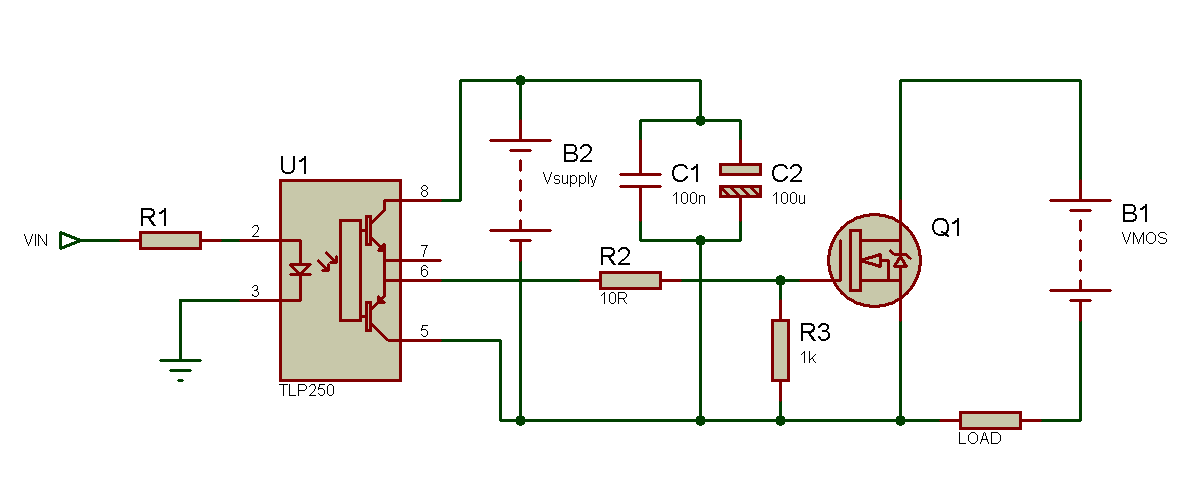 U1
8
B2
Vsupply
C1
100n
C2
100u
R1
VIN
2
7
6
3
5
TLP250
R2
10R
R3
1k
Q1
B1
VMOS
LOAD